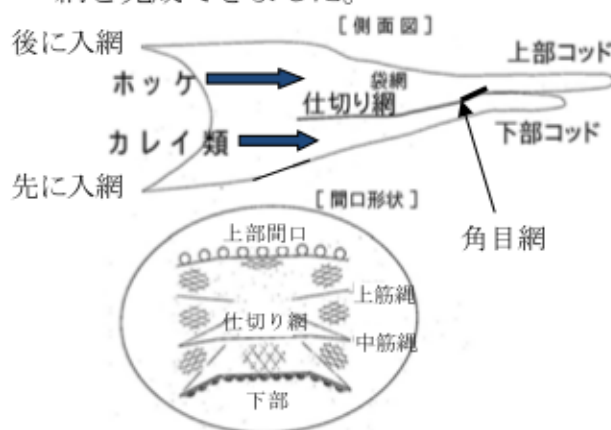 [側面図]
後に入網
上部コッド
ホッケ
袋網
仕切り網
下部コッド
カレイ類
先に入網
[間口形状]
角目網
上部間口
上筋縄
仕切り網
中筋縄
下部